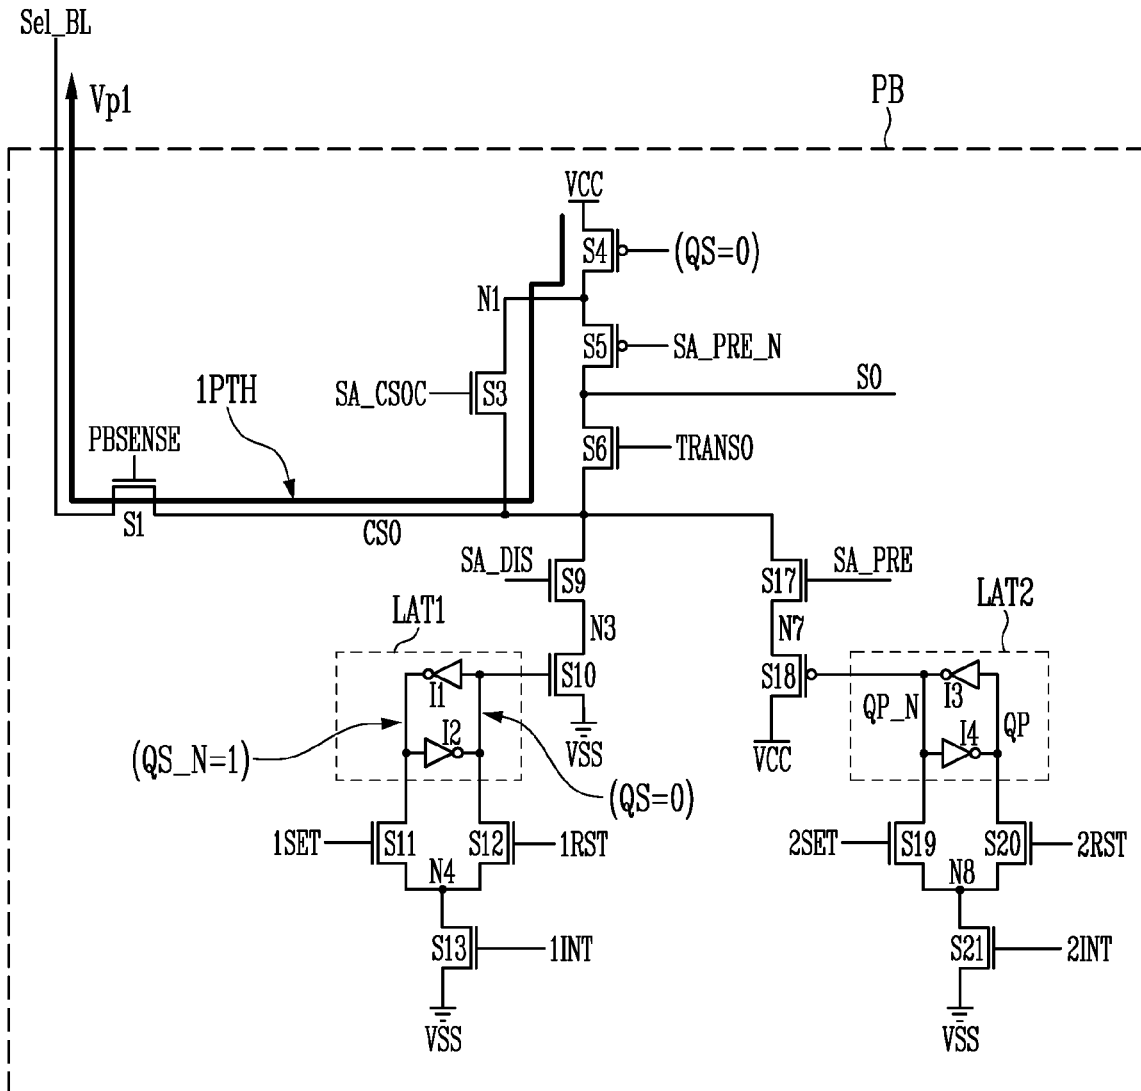 Sel_BL
Vp1
PB
VCC
S4
(QS=0)
N1
S5
SA_PRE_N
SO
1PTH
SA_CSOC
S3
PBSENSE
S6
TRANSO
S1
CSO
SA_DIS
S9
S17
SA_PRE
LAT1
N3
N7
LAT2
I1
S10
S18
I3
QP_N
QP
(QS_N=1)
I2
VSS
VCC
I4
(QS=0)
1SET
S11
S12
1RST
2SET
S19
S20
2RST
N4
N8
S13
1INT
S21
2INT
VSS
VSS